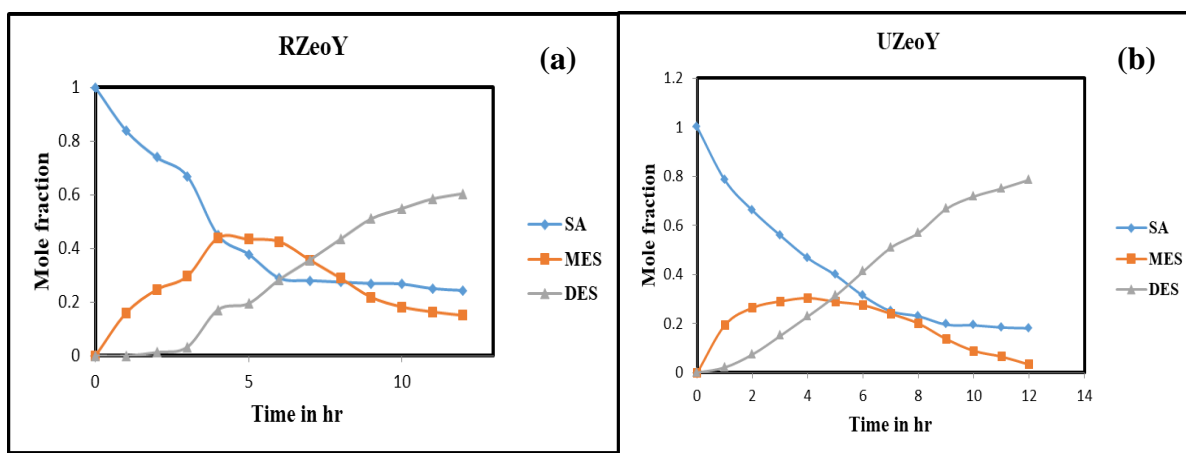 RZeoY
(a)
1
0.8
0.6
0.4
0.2
0
0
5
10
Mole fraction
Time in hr
SA
MES
DES
UZeoY
(b)
1.2
1
0.8
0.6
0.4
0.2
0
0
2
4
6
8
10
12
14
Mole fraction
Time in hr
SA
MES
DES